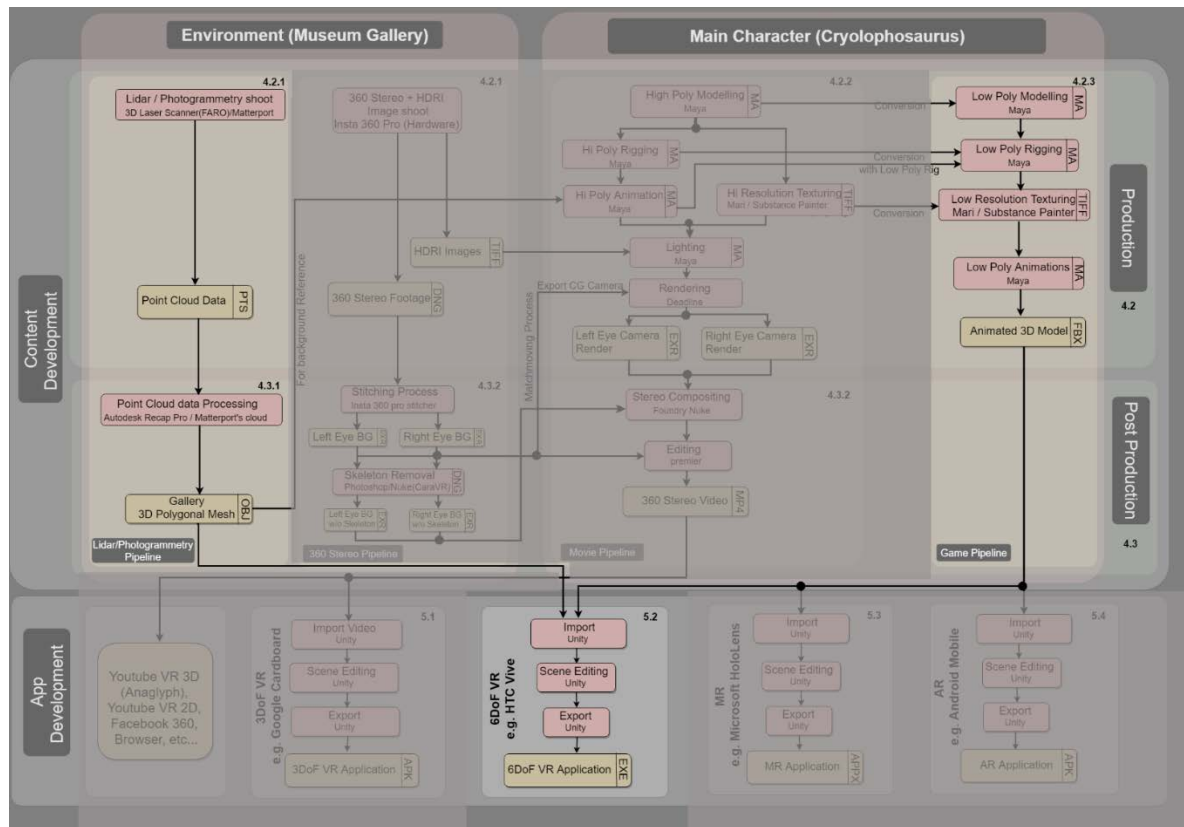 Environment (Museum Gallery)
Main Character (Cryolophosaurus)
Content
Development
App
Development
Production
4.2
Post Production
4.3
4.2.1
Lidar / Photogrammetry shoot
3D Laser Scanner(FARO)/Matterport
Point Cloud Data
PTS
4.3.1
Point Cloud data Processing
Autodesk Recap Pro / Matterport's cloud
Gallery
3D Polygonal Mesh
OBJ
Lidar/Photogrammetry
Pipeline
4.2.1
360 Stereo + HDRI
Image shoot
Insta 360 Pro (Hardware)
HDRI Images
TIFF
For background Reference
360 Stereo Footage
DNG
4.3.2
Stitching Process
Insta 360 pro stitcher
Left Eye BG
EXR
Right Eye BG
EXR
Skeleton Removal
Photoshop/Nuke(CaraVR)
DNG
Left Eye BG
w/o Skeleton
EXR
Right Eye BG
w/o Skeleton
EXR
360 Stereo Pipeline
Matchmoving Process
Export CG Camera
4.2.2
High Poly Modelling
Maya
MA
Hi Poly Rigging
Maya
MA
Hi Poly Animation
Maya
MA
Hi Resolution Texturing
Mari / Substance Painter
TIFF
Lighting
Maya
MA
Rendering
Deadline
Left Eye Camera
Render
EXR
Right Eye Camera
Render
EXR
4.3.2
Stereo Compositing
Foundry Nuke
Editing
premier
360 Stereo Video
MP4
Movie Pipeline
Conversion
Conversion
with Low Poly Rig
Conversion
4.2.3
Low Poly Modelling
Maya
MA
Low Poly Rigging
Maya
MA
Low Resolution Texturing
Mari / Substance Painter
TIFF
Low Poly Animations
Maya
MA
Animated 3D Model
FBX
Game Pipeline
Youtube VR 3D
(Anaglyph),
Youtube VR 2D,
Facebook 360,
Browser, etc...
5.1
3DoF VR
e.g. Google Cardboard
Import Video
Unity
Scene Editing
Unity
Export
Unity
3DoF VR Application
APK
5.2
6DoF VR
e.g. HTC Vive
Import
Unity
Scene Editing
Unity
Export
Unity
6DoF VR Application
EXE
5.3
MR
e.g. Microsoft HoloLens
Import
Unity
Scene Editing
Unity
Export
Unity
MR Application
APPX
5.4
AR
e.g. Android Mobile
Import
Unity
Scene Editing
Unity
Export
Unity
AR Application
APK